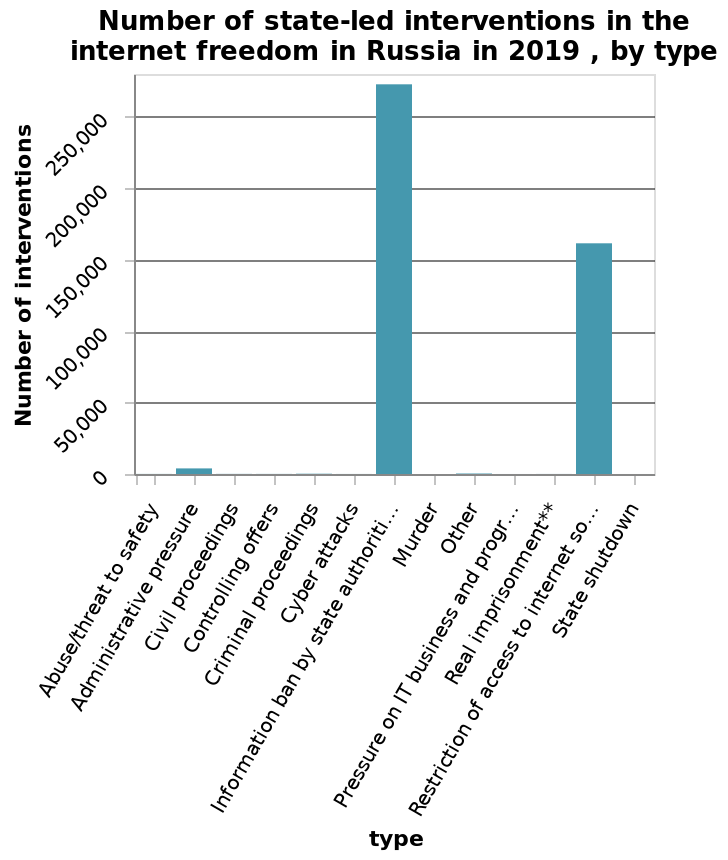 Number of state-led interventions in the
internet freedom in Russia in 2019 , by type
Number of interventions
250,000
200,000
150,000
100,000
50,000
0
Abuse/threat to safety
Administrative pressure
Civil proceedings
Controlling offers
Criminal proceedings
Cyber attacks
Information ban by state authoriti...
Murder
Other
Pressure on IT business and progr...
Real imprisonment**
Restriction of access to internet so...
State shutdown
type